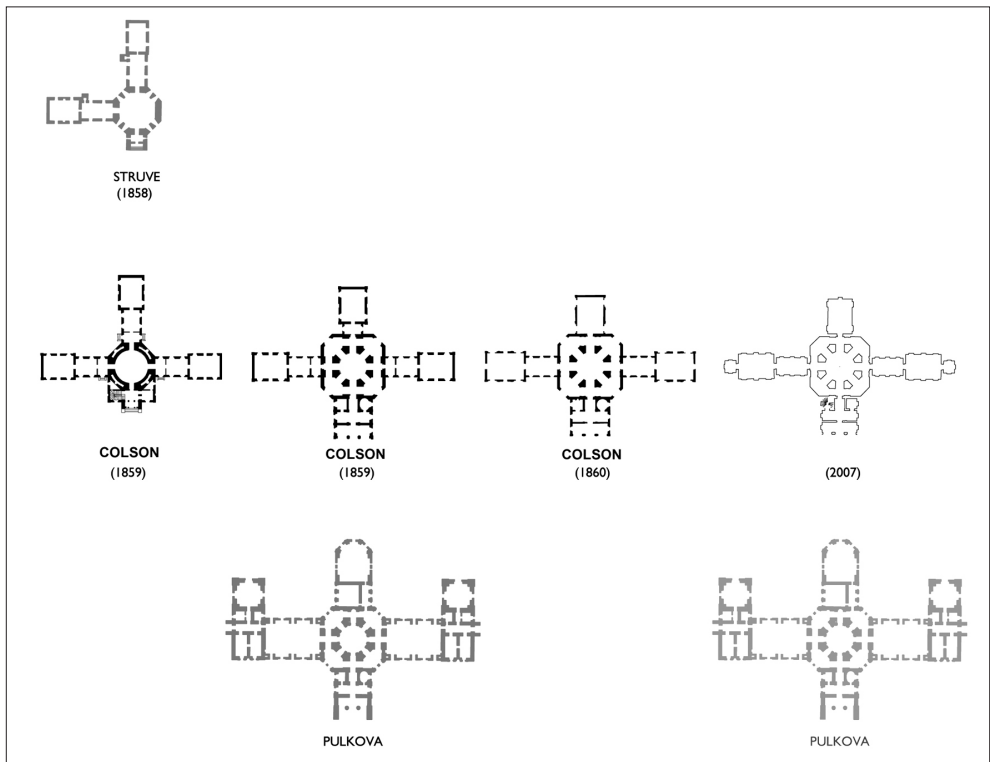 STRUVE
(1858)
COLSON
(1859)
COLSON
(1859)
COLSON
(1860)
(2007)
PULKOVA
PULKOVA